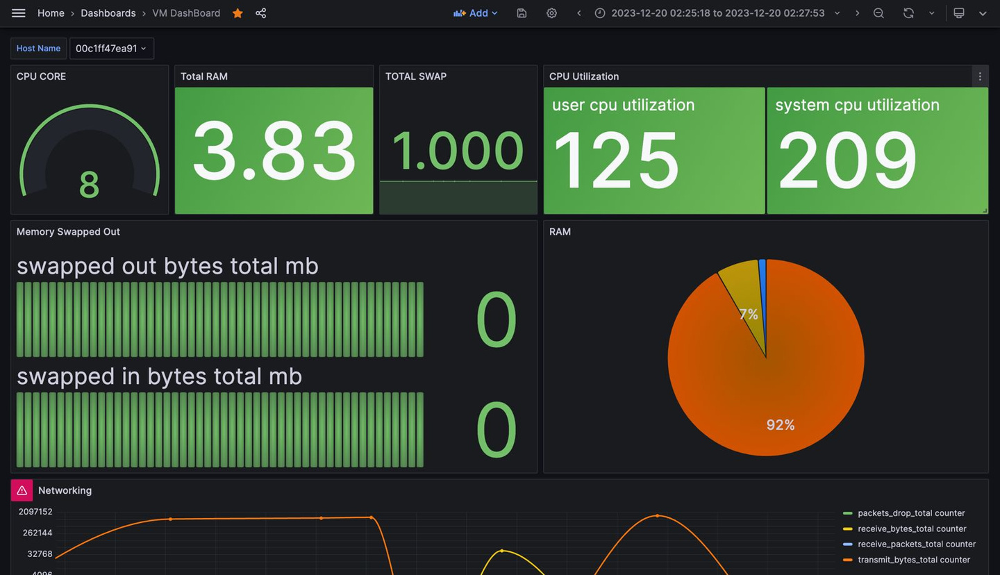 Home › Dashboards › VM DashBoard
Add
2023-12-20 02:25:18 to 2023-12-20 02:27:53
Host Name
00c1ff47ea91
CPU CORE
8
Total RAM
3.83
TOTAL SWAP
1.000
CPU Utilization
user cpu utilization
125
system cpu utilization
209
Memory Swapped Out
swapped out bytes total mb
0
swapped in bytes total mb
0
RAM
7%
92%
Networking
2097152
262144
32768
4096
packets_drop_total counter
receive_bytes_total counter
receive_packets_total counter
transmit_bytes_total counter